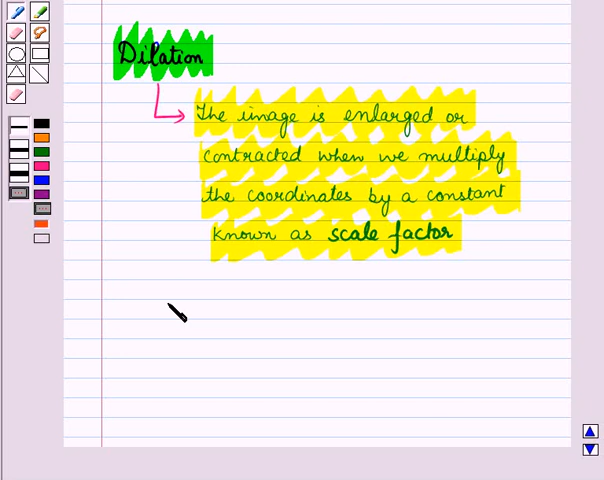 Dilation
The image is enlarged or
contracted when we multiply
the coordinates by a constant
known as scale factor